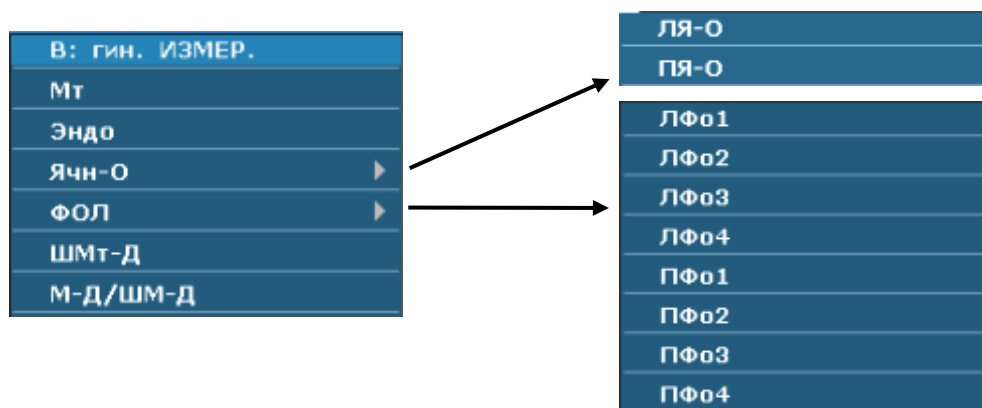 В: гин. ИЗМЕР.
Мт
Эндо
Ячн-О
ФОЛ
ШМт-Д
М-Д/ШМ-Д
ЛЯ-О
ПЯ-О
ЛФо1
ЛФо2
ЛФо3
ЛФо4
ПФо1
ПФо2
ПФо3
ПФо4